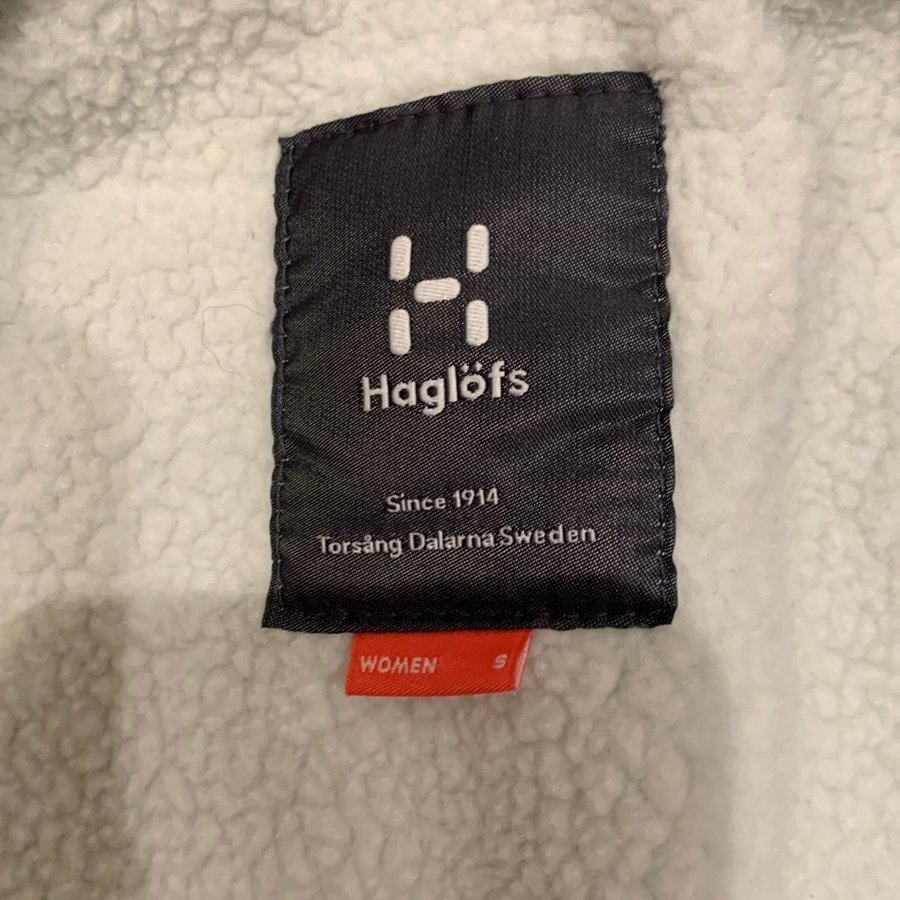 Haglöfs
Since 1914
Torsång Dalarna Sweden
WOMEN S